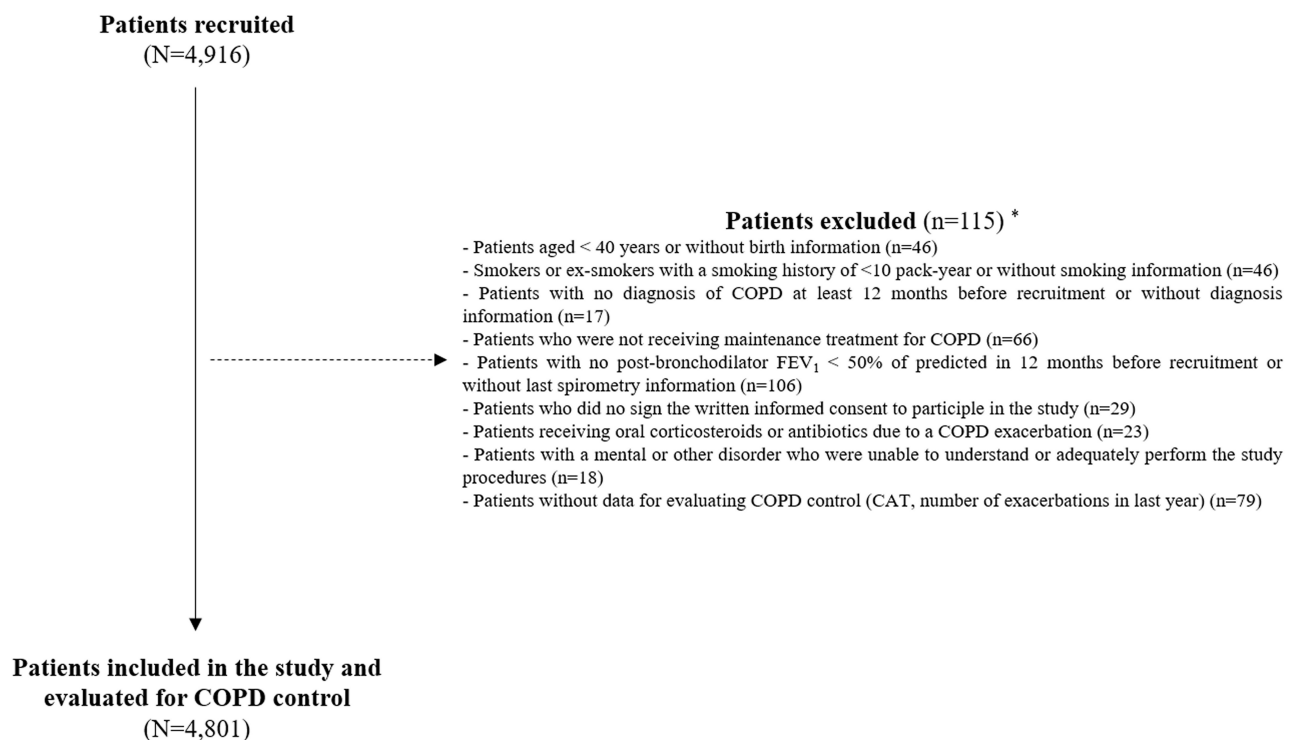 Patients recruited
(N=4,916)
Patients excluded (n=115) *
- Patients aged < 40 years or without birth information (n=46)
- Smokers or ex-smokers with a smoking history of <10 pack-year or without smoking information (n=46)
- Patients with no diagnosis of COPD at least 12 months before recruitment or without diagnosis
information (n=17)
- Patients who were not receiving maintenance treatment for COPD (n=66)
- Patients with no post-bronchodilator FEV₁ < 50% of predicted in 12 months before recruitment or
without last spirometry information (n=106)
- Patients who did no sign the written informed consent to participle in the study (n=29)
- Patients receiving oral corticosteroids or antibiotics due to a COPD exacerbation (n=23)
- Patients with a mental or other disorder who were unable to understand or adequately perform the study
procedures (n=18)
- Patients without data for evaluating COPD control (CAT, number of exacerbations in last year) (n=79)
Patients included in the study and
evaluated for COPD control
(N=4,801)